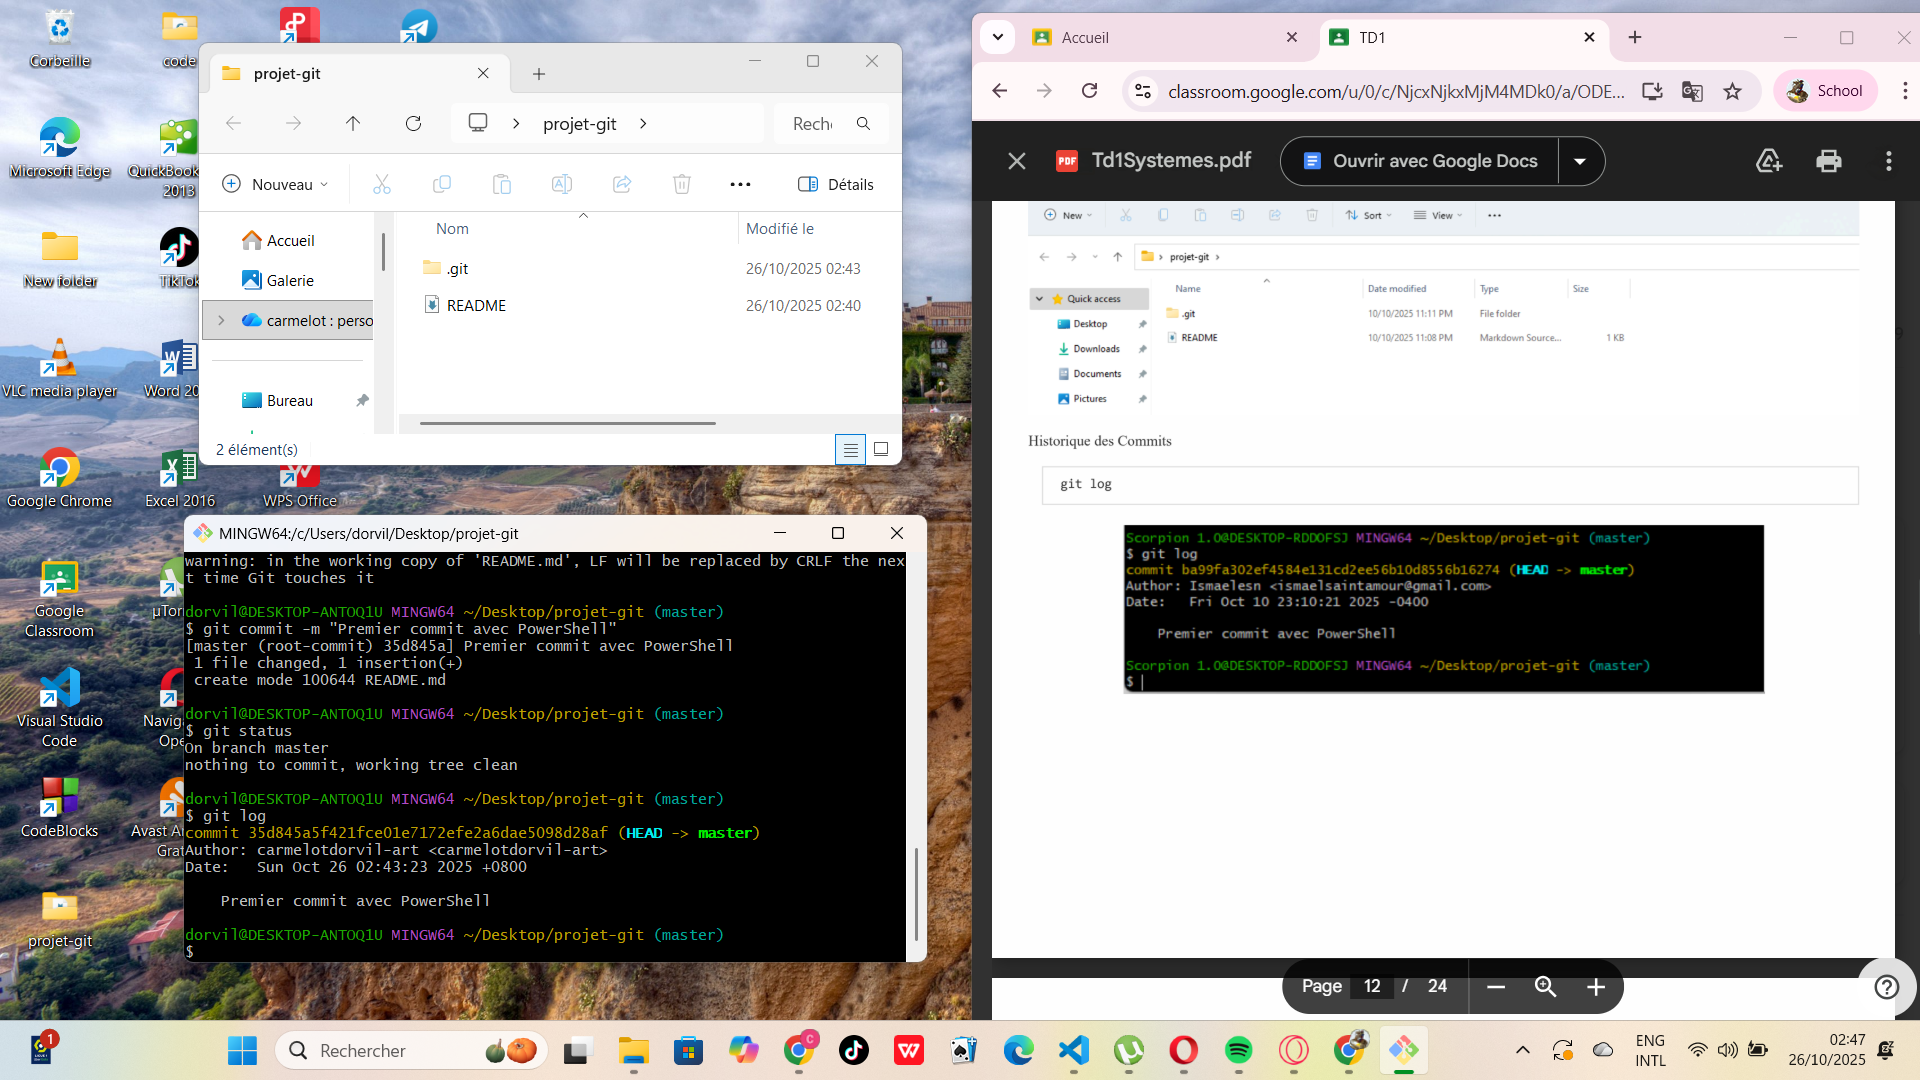 Corbeille
code
Microsoft Edge
QuickBook
2013
New folder
TikTok
VLC media player
Word 20
Google Chrome
Excel 2016
WPS Office
Google
Classroom
µTor
Visual Studio
Code
Navig
Ope
CodeBlocks
Avast A
Grat
projet-git
projet-git
projet-git
Rech
Nouveau
Détails
Nom
Modifié le
Accueil
Galerie
carmelot : perso
Bureau
.git
26/10/2025 02:43
README
26/10/2025 02:40
2 élément(s)
MINGW64:/c/Users/dorvil/Desktop/projet-git
warning: in the working copy of 'README.md', LF will be replaced by CRLF the nex
t time Git touches it
dorvil@DESKTOP-ANTOQ1U MINGW64 ~/Desktop/projet-git (master)
$ git commit -m "Premier commit avec PowerShell"
[master (root-commit) 35d845a] Premier commit avec PowerShell
1 file changed, 1 insertion(+)
create mode 100644 README.md
dorvil@DESKTOP-ANTOQ1U MINGW64 ~/Desktop/projet-git (master)
$ git status
On branch master
nothing to commit, working tree clean
dorvil@DESKTOP-ANTOQ1U MINGW64 ~/Desktop/projet-git (master)
$ git log
commit 35d845a5f421fce01e7172efe2a6dae5098d28af (HEAD -> master)
Author: carmelotdorvil-art <carmelotdorvil-art>
Date:   Sun Oct 26 02:43:23 2025 +0800
Premier commit avec PowerShell
dorvil@DESKTOP-ANTOQ1U MINGW64 ~/Desktop/projet-git (master)
$
Accueil
TD1
classroom.google.com/u/0/c/NjcxNjkxMjM4MDk0/a/ODE...
School
PDF
Td1Systemes.pdf
Ouvrir avec Google Docs
New
Sort
View
projet-git
Name
Date modified
Type
Size
Quick access
Desktop
Downloads
Documents
Pictures
.git
10/10/2025 11:11 PM
File folder
README
10/10/2025 11:08 PM
Markdown Source...
1 KB
Historique des Commits
git log
Scorpion 1.0@DESKTOP-RDDOFSJ MINGW64 ~/Desktop/projet-git (master)
$ git log
commit ba99fa302ef4584e131cd2ee56b10d8556b16274 (HEAD -> master)
Author: Ismaelesn <ismaelsaintamour@gmail.com>
Date:   Fri Oct 10 23:10:21 2025 -0400
Premier commit avec PowerShell
Scorpion 1.0@DESKTOP-RDDOFSJ MINGW64 ~/Desktop/projet-git (master)
$
Page 12 / 24
1
Rechercher
C
ENG
INTL
02:47
26/10/2025